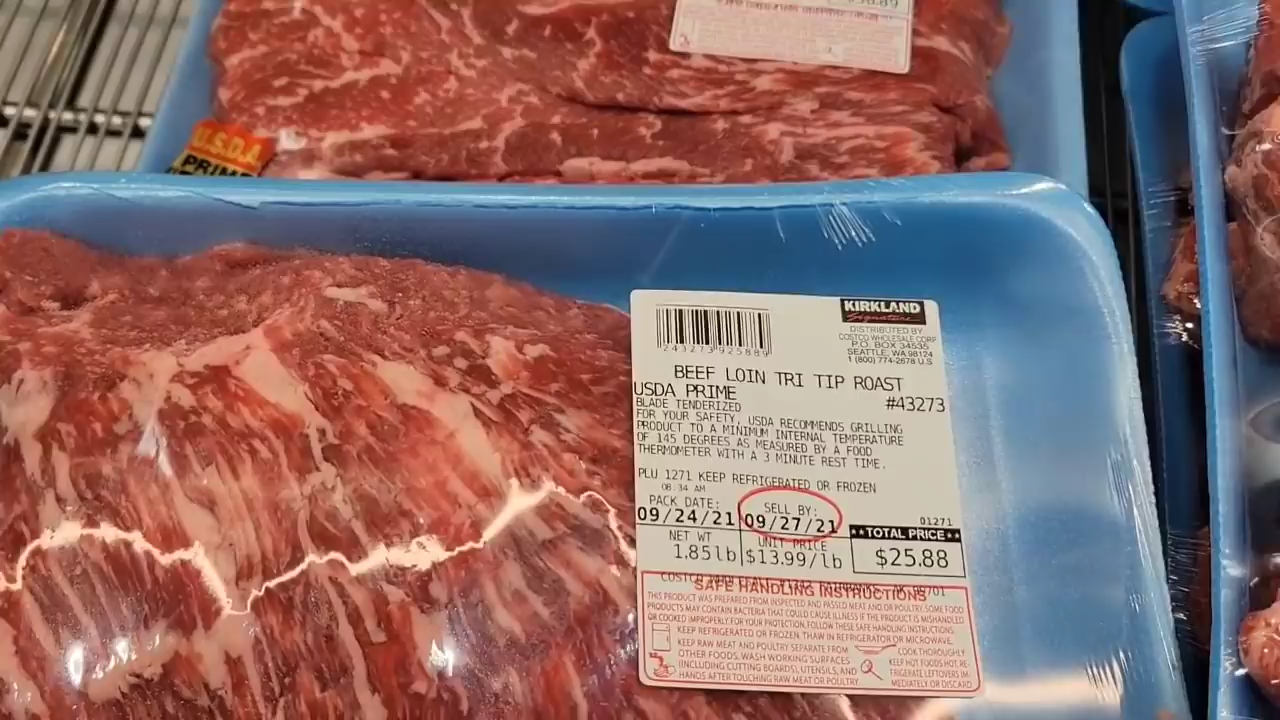 U.S.D.A.
PRIME
KIRKLAND
Signature
DISTRIBUTED BY
COSTCO WHOLESALE CORP
P.O. BOX 34535
SEATTLE, WA 98124
1 (800) 774-2678 U.S
BEEF LOIN TRI TIP ROAST
USDA PRIME
#43273
BLADE TENDERIZED
FOR YOUR SAFETY, USDA RECOMMENDS GRILLING
PRODUCT TO A MINIMUM INTERNAL TEMPERATURE
OF 145 DEGREES AS MEASURED BY A FOOD
THERMOMETER WITH A 3 MINUTE REST TIME.
PLU 1271 KEEP REFRIGERATED OR FROZEN
08:34 AM
PACK DATE: SELL BY:
09/24/21 09/27/21
01271
NET WT UNIT PRICE **TOTAL PRICE**
1.85lb $13.99/lb $25.88
SAFE HANDLING INSTRUCTIONS
THIS PRODUCT WAS PREPARED FROM INSPECTED AND PASSED MEAT AND/OR POULTRY. SOME FOOD
PRODUCTS MAY CONTAIN BACTERIA THAT COULD CAUSE ILLNESS IF THE PRODUCT IS MISHANDLED
OR COOKED IMPROPERLY. FOR YOUR PROTECTION, FOLLOW THESE SAFE HANDLING INSTRUCTIONS.
KEEP REFRIGERATED OR FROZEN. THAW IN REFRIGERATOR OR MICROWAVE.
KEEP RAW MEAT AND POULTRY SEPARATE FROM
OTHER FOODS. WASH WORKING SURFACES
(INCLUDING CUTTING BOARDS), UTENSILS, AND
HANDS AFTER TOUCHING RAW MEAT OR POULTRY.
COOK THOROUGHLY
KEEP HOT FOODS HOT. RE-
FRIGERATE LEFTOVERS IM-
MEDIATELY OR DISCARD.